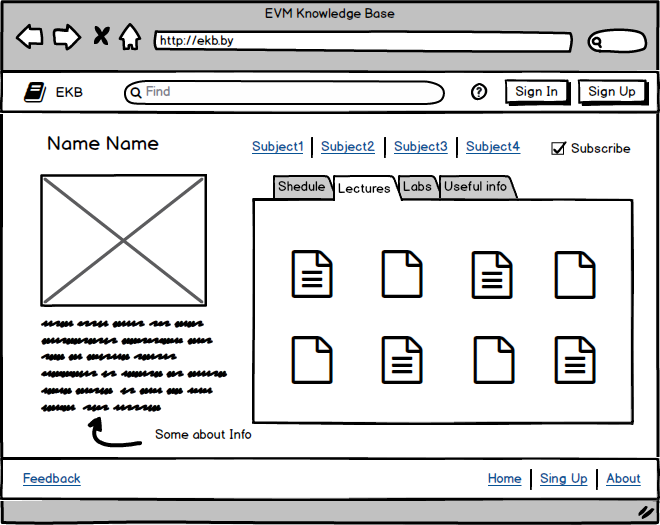 EVM Knowledge Base
http://ekb.by
EKB
Find
?
Sign In
Sign Up
Name Name
Subject1
Subject2
Subject3
Subject4
Subscribe
Shedule
Lectures
Labs
Useful info
Some about Info
Feedback
Home
Sing Up
About